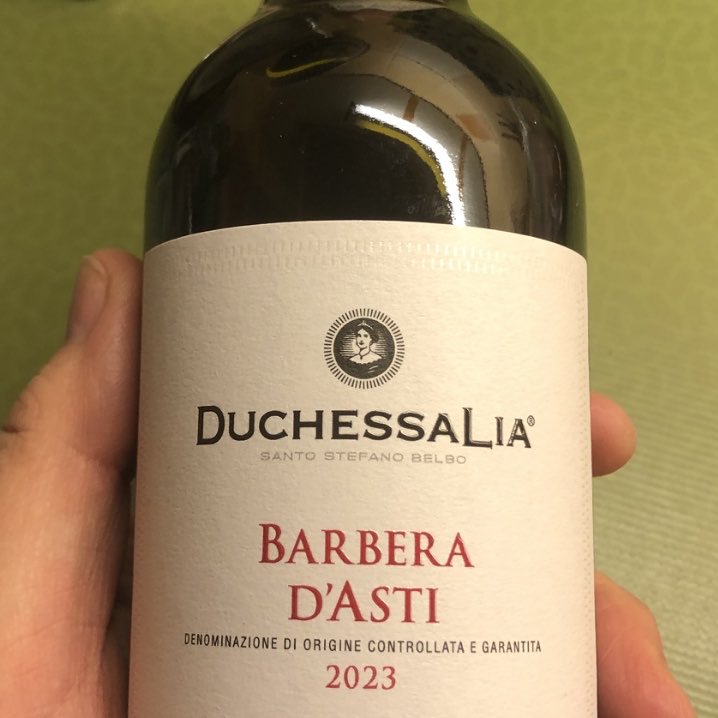 DUCHESSALIA®
SANTO STEFANO BELBO
BARBERA
D'ASTI
DENOMINAZIONE DI ORIGINE CONTROLLATA E GARANTITA
2023